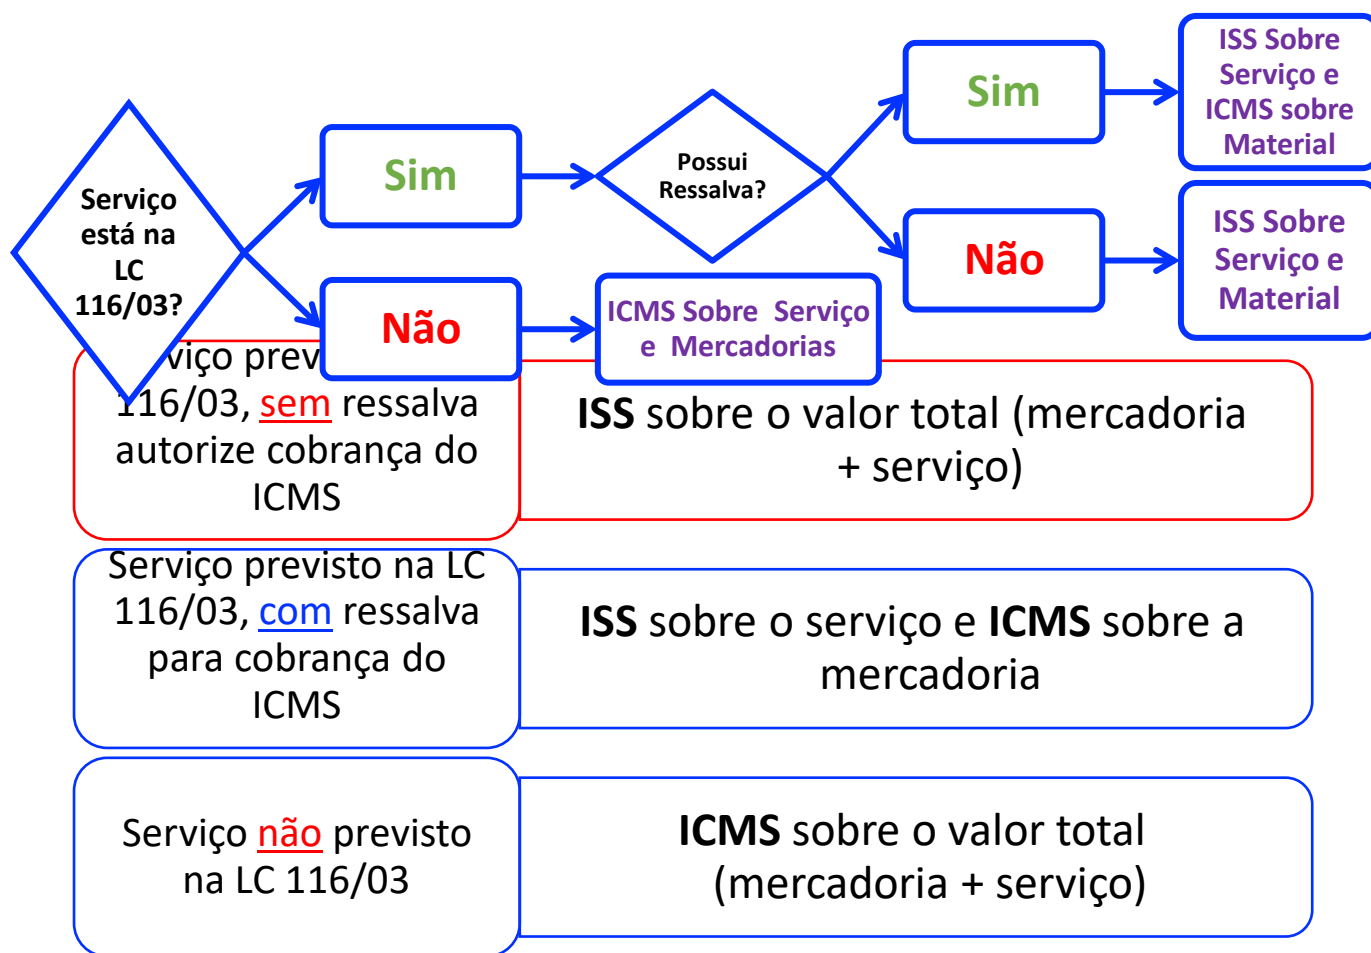 Serviço
está na
LC
116/03?
Sim
Não
Possui
Ressalva?
Sim
Não
ISS Sobre
Serviço e
ICMS sobre
Material
ISS Sobre
Serviço e
Material
ICMS Sobre Serviço
e Mercadorias
116/03, sem ressalva
autorize cobrança do
ICMS
ISS sobre o valor total (mercadoria
+ serviço)
Serviço previsto na LC
116/03, com ressalva
para cobrança do
ICMS
ISS sobre o serviço e ICMS sobre a
mercadoria
Serviço não previsto
na LC 116/03
ICMS sobre o valor total
(mercadoria + serviço)